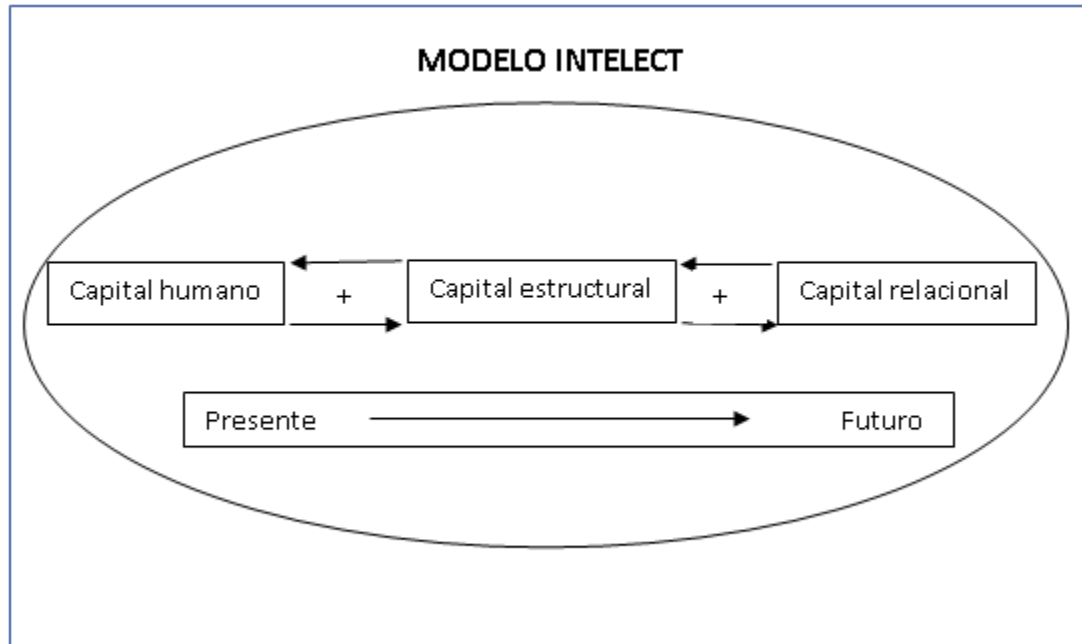 MODELO INTELECT
Capital humano + Capital estructural + Capital relacional
Presente Futuro